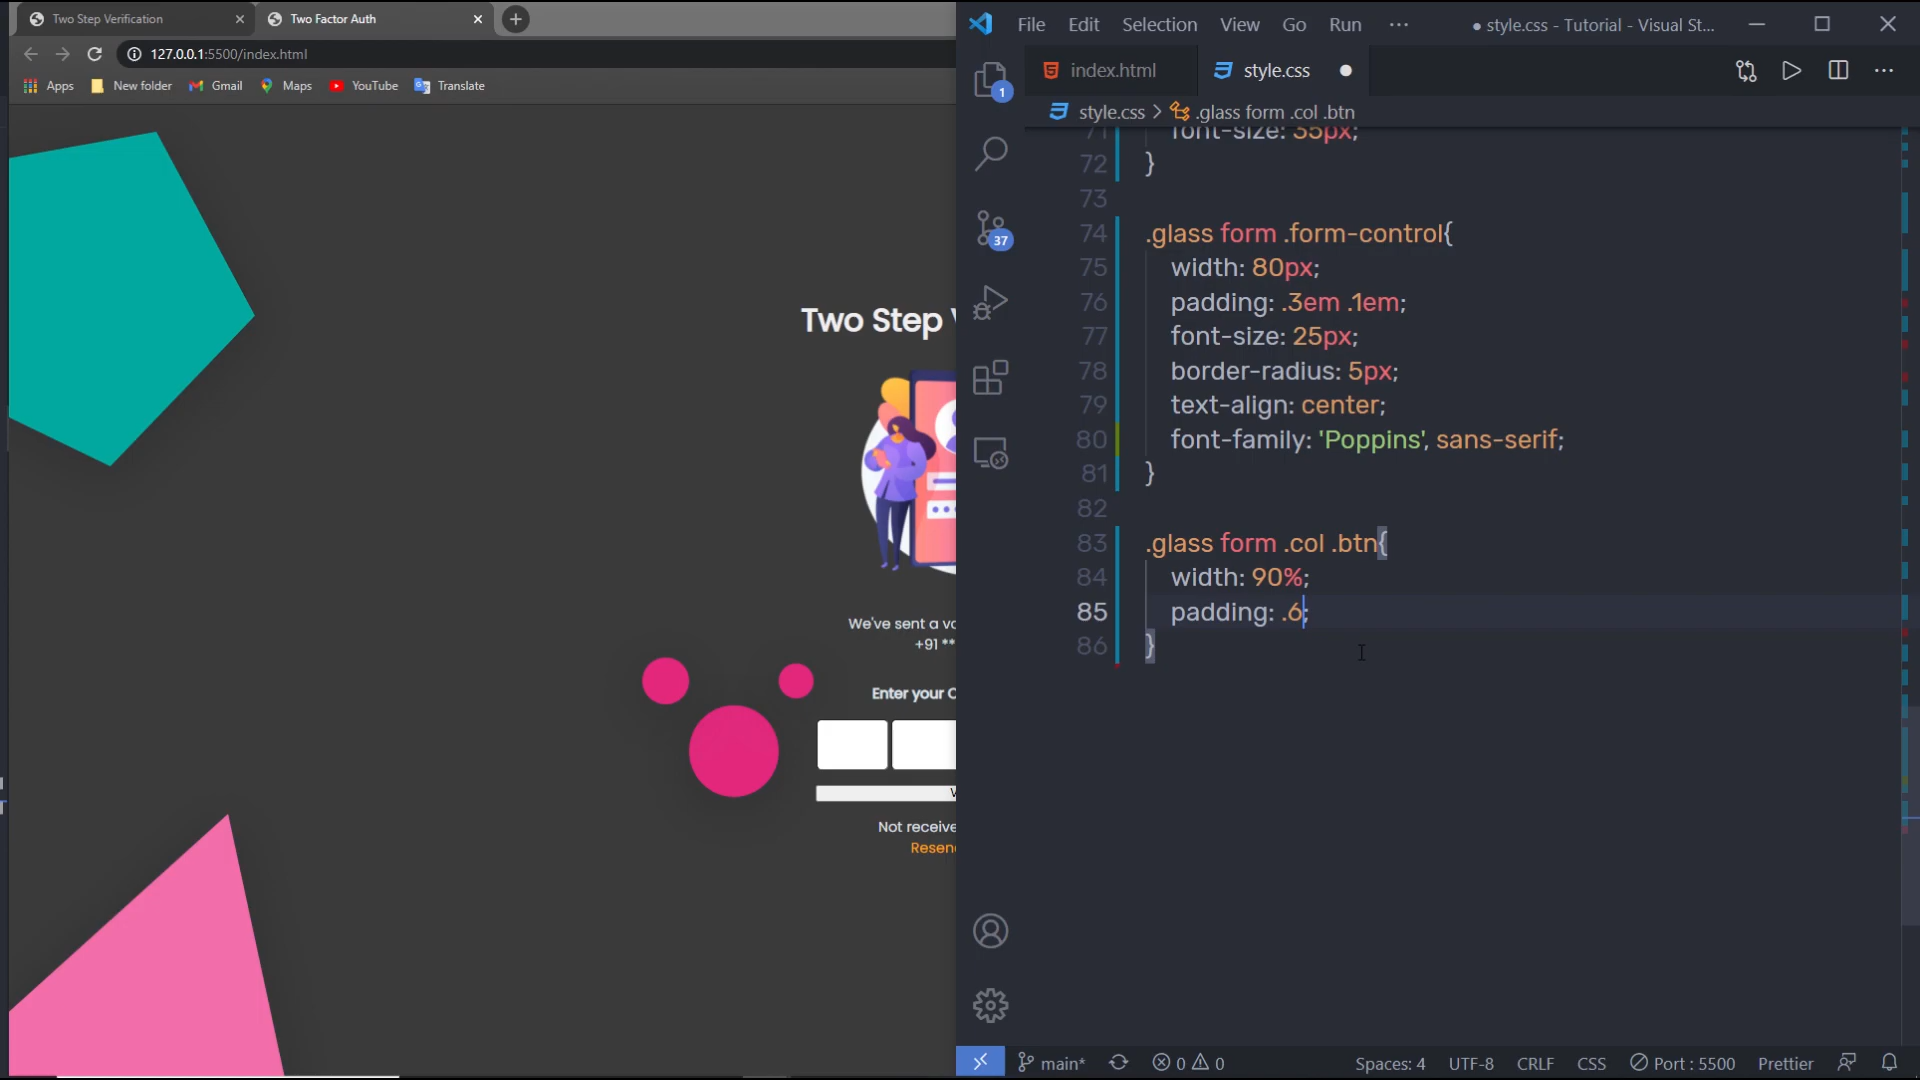 Two Step Verification
Two Factor Auth
127.0.0.1:5500/index.html
Apps
New folder
Gmail
Maps
YouTube
Translate
Two Step
We've sent a
+91 **
Enter your
Not receive
Resen
File Edit Selection View Go Run ···
● style.css - Tutorial - Visual St...
index.html
style.css
style.css > .glass form .col .btn
1
37
71 font-size: 35px;
72 }
73
74 .glass form .form-control{
75 width: 80px;
76 padding: .3em .1em;
77 font-size: 25px;
78 border-radius: 5px;
79 text-align: center;
80 font-family: 'Poppins', sans-serif;
81 }
82
83 .glass form .col .btn{
84 width: 90%;
85 padding: .6;
86 }
main* 0 0 Spaces: 4 UTF-8 CRLF CSS Port : 5500 Prettier